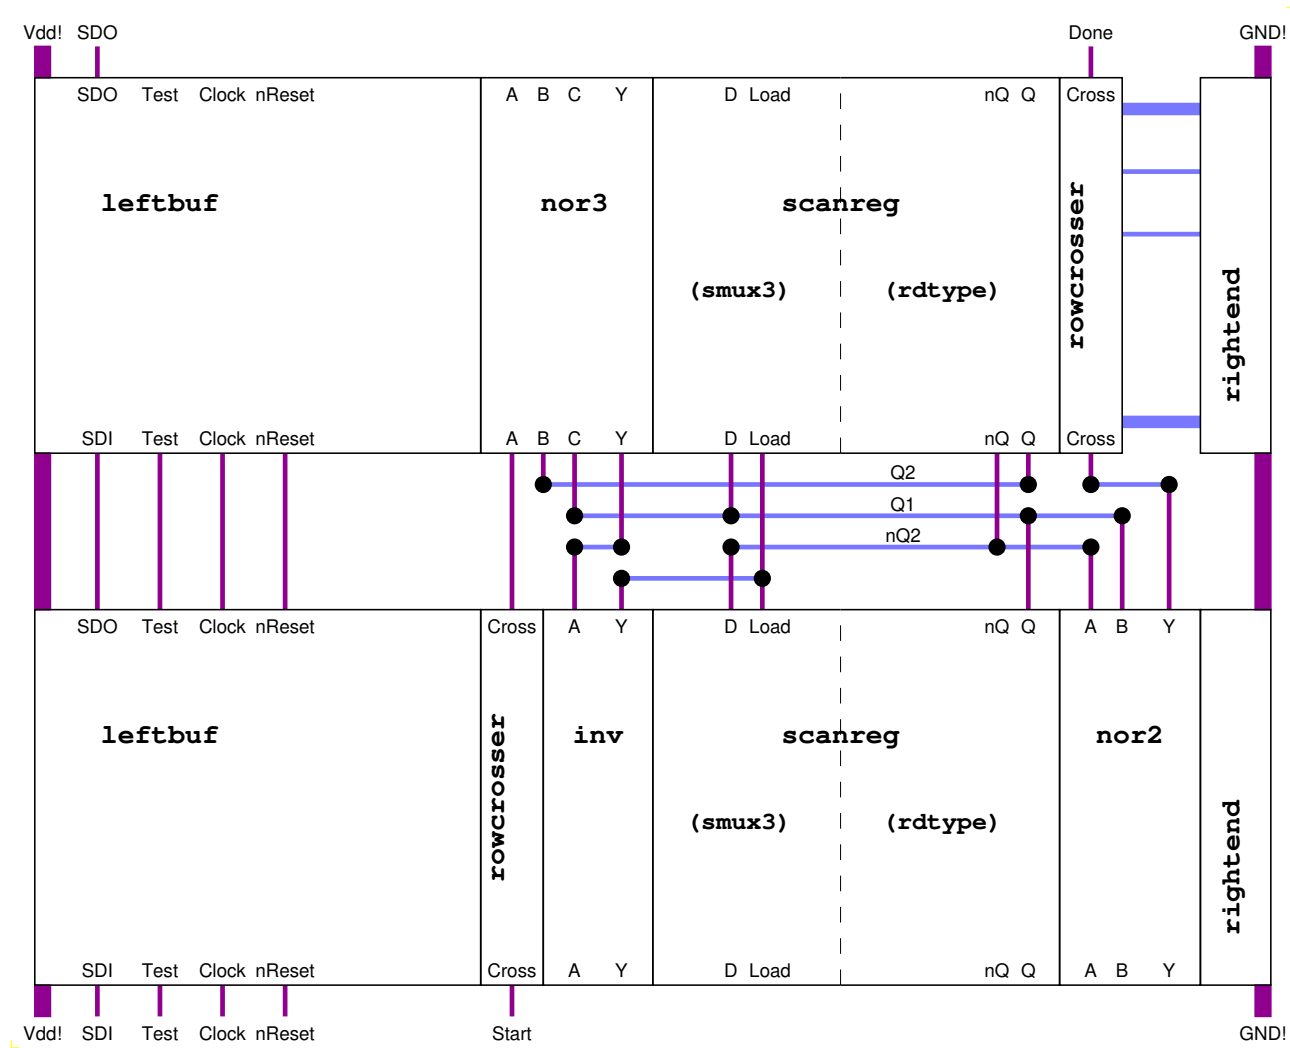 Vdd! SDO Done GND!
SDO Test Clock nReset A B C Y D Load nQ Q Cross
leftbuf nor3 scanreg
rowcrosser
(smux3) (rdtype)
rightend
SDI Test Clock nReset A B C Y D Load nQ Q Cross
Q2
Q1
nQ2
SDO Test Clock nReset Cross A Y D Load nQ Q A B Y
leftbuf inv scanreg nor2
rowcrosser
(smux3) (rdtype)
rightend
SDI Test Clock nReset Cross A Y D Load nQ Q A B Y
Vdd! SDI Test Clock nReset Start GND!